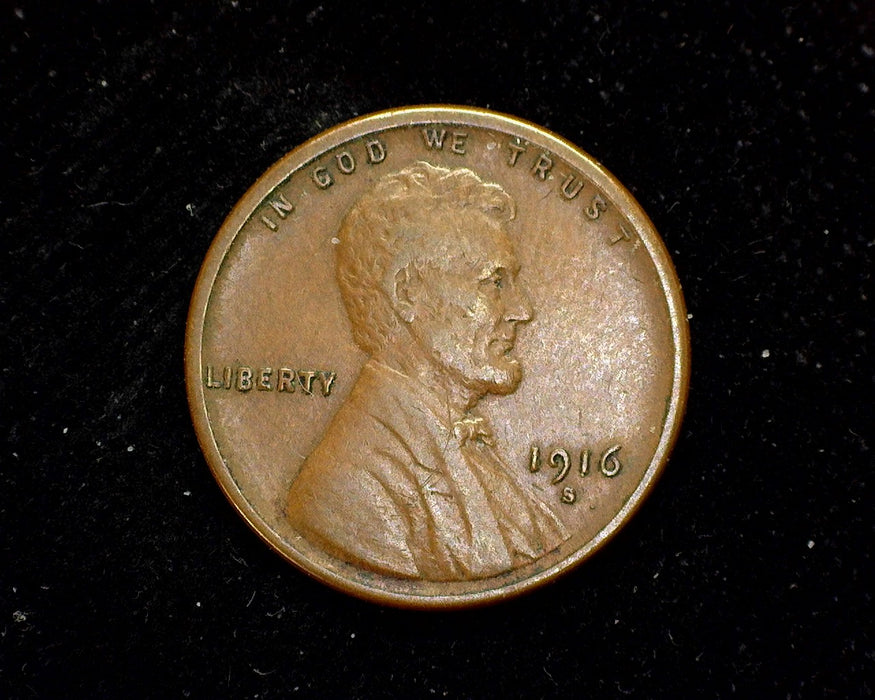 IN GOD WE TRUST
LIBERTY
1916
S